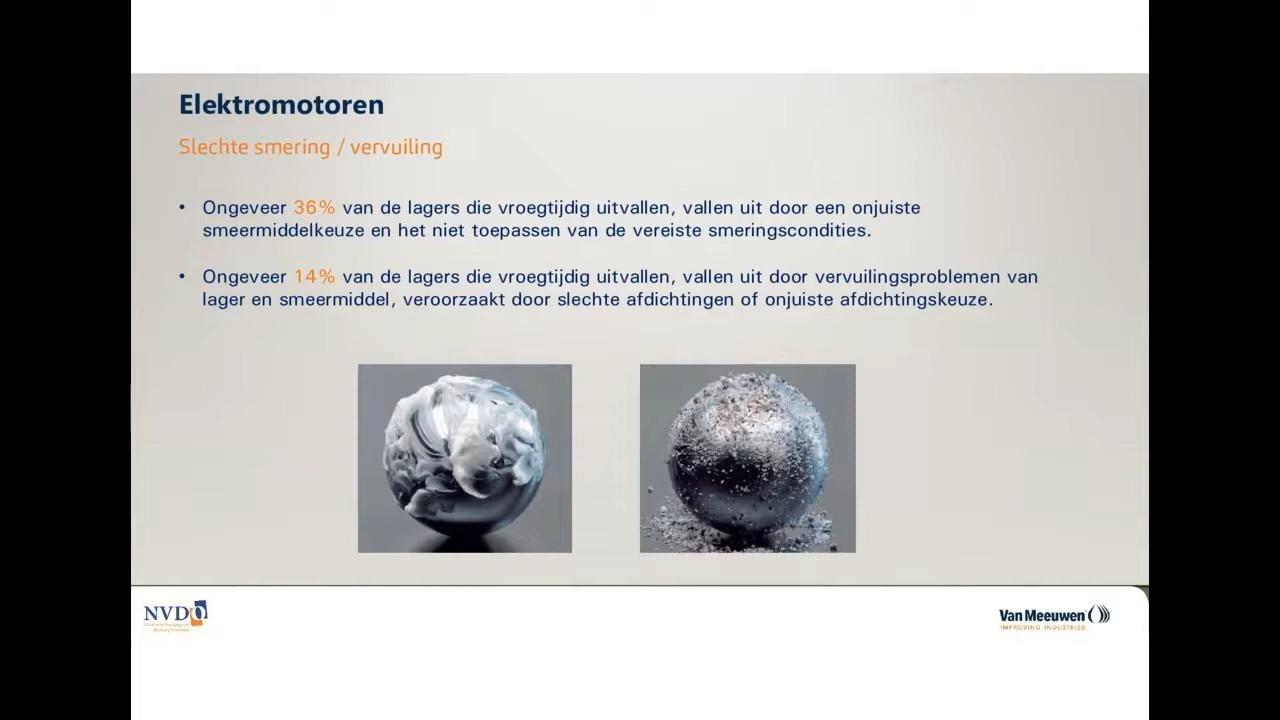 Elektromotoren
Slechte smering / vervuiling
• Ongeveer 36% van de lagers die vroegtijdig uitvallen, vallen uit door een onjuiste
smeermiddelkeuze en het niet toepassen van de vereiste smeringscondities.
• Ongeveer 14% van de lagers die vroegtijdig uitvallen, vallen uit door vervuilingsproblemen van
lager en smeermiddel, veroorzaakt door slechte afdichtingen of onjuiste afdichtingskeuze.
NVDO
Van Meeuwen
IMPROVING INDUSTRIES